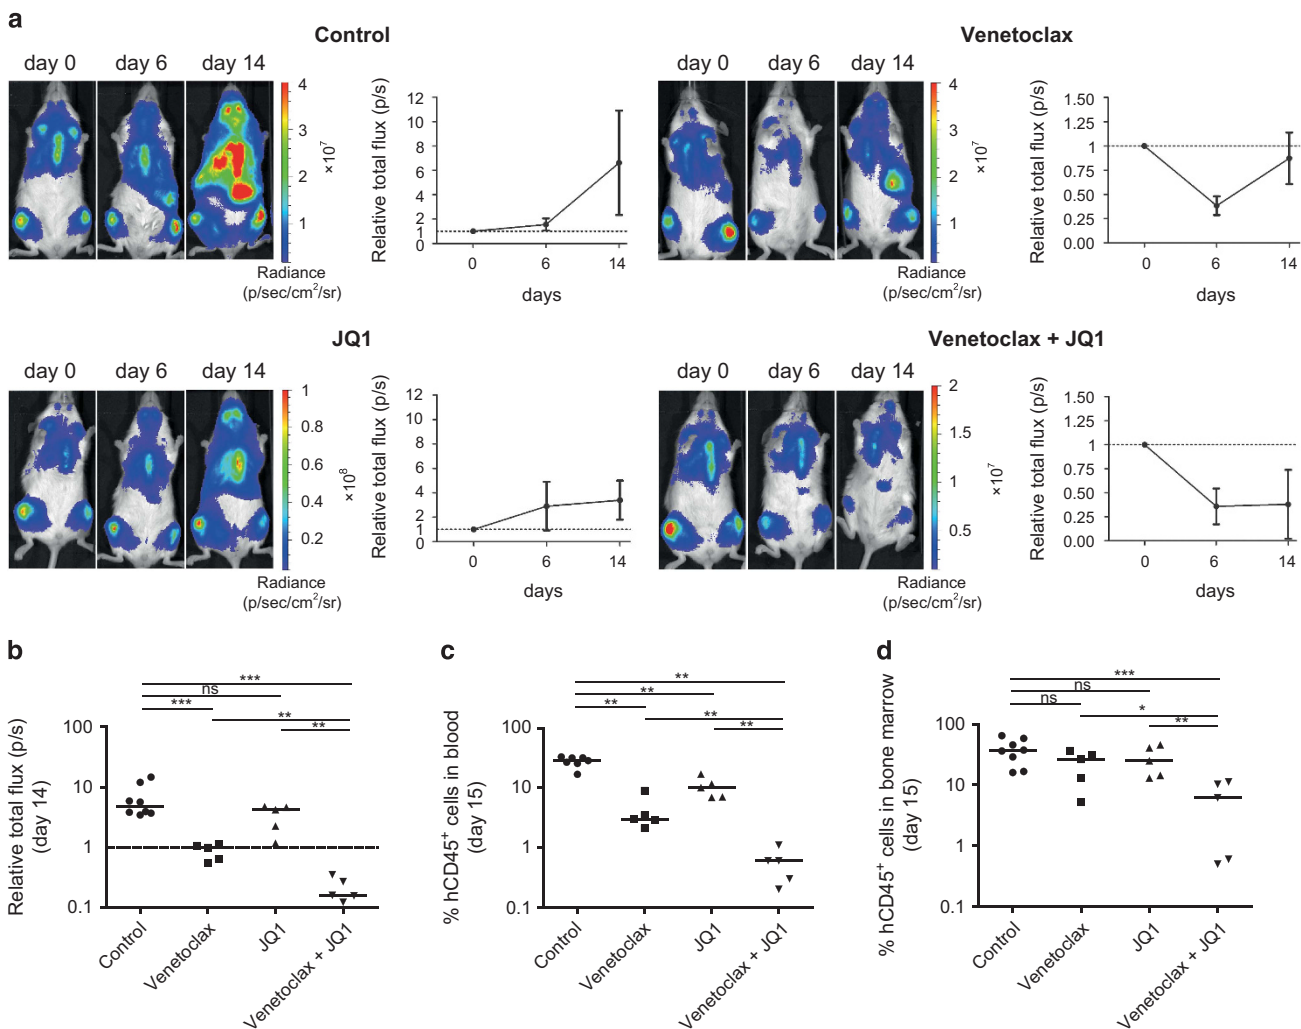 a
Control
day 0 day 6 day 14
4
3
2
1
×10⁷
Radiance
(p/sec/cm²/sr)
Relative total flux (p/s)
12
10
8
6
4
2
1
0
0 6 14
days
Venetoclax
day 0 day 6 day 14
4
3
2
1
×10⁷
Radiance
(p/sec/cm²/sr)
Relative total flux (p/s)
1.50
1.25
1
0.75
0.50
0.25
0.00
0 6 14
days
JQ1
day 0 day 6 day 14
1
0.8
0.6
0.4
0.2
×10⁸
Radiance
(p/sec/cm²/sr)
Relative total flux (p/s)
12
10
8
6
4
2
1
0
0 6 14
days
Venetoclax + JQ1
day 0 day 6 day 14
2
1.5
1
0.5
×10⁷
Radiance
(p/sec/cm²/sr)
Relative total flux (p/s)
1.50
1.25
1
0.75
0.50
0.25
0.00
0 6 14
days
b
***
ns
***
**
**
Relative total flux (p/s)
(day 14)
100
10
1
0.1
Control
Venetoclax
JQ1
Venetoclax + JQ1
c
**
**
**
**
**
% hCD45⁺ cells in blood
(day 15)
100
10
1
0.1
Control
Venetoclax
JQ1
Venetoclax + JQ1
d
***
ns
ns
*
**
% hCD45⁺ cells in bone marrow
(day 15)
100
10
1
0.1
Control
Venetoclax
JQ1
Venetoclax + JQ1